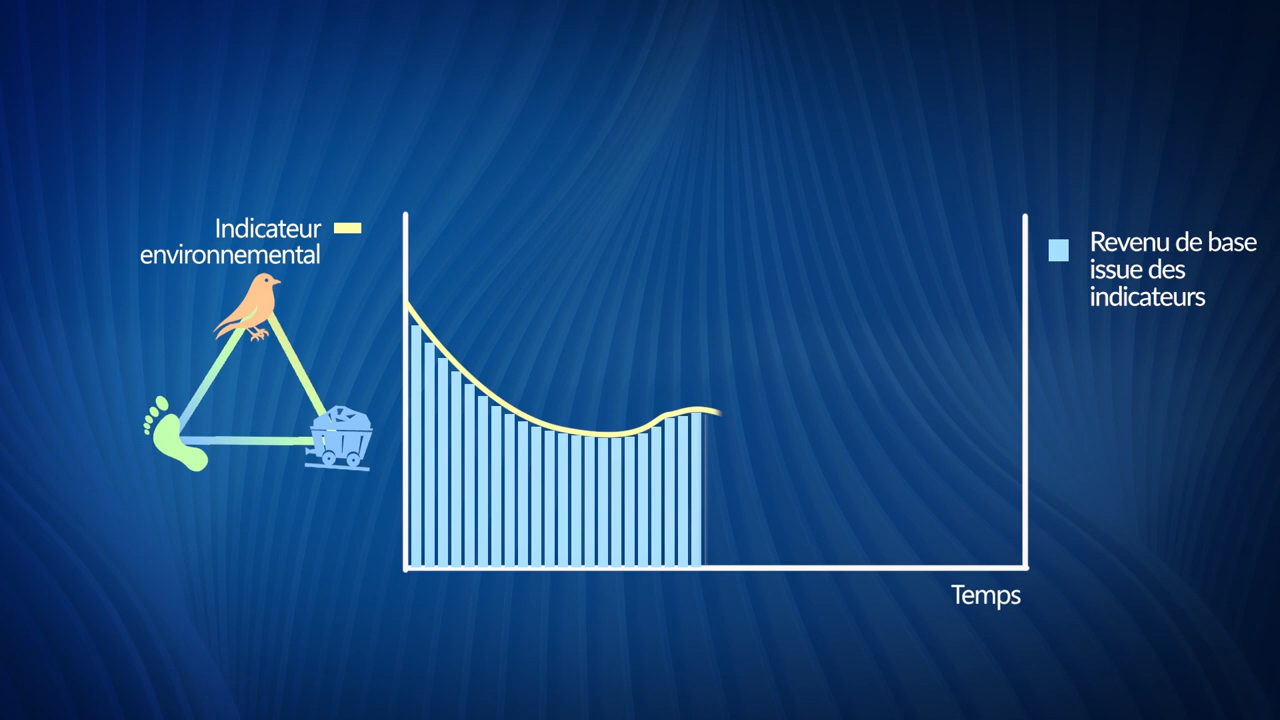 Indicateur
environnemental
Revenu de base
issue des
indicateurs
Temps